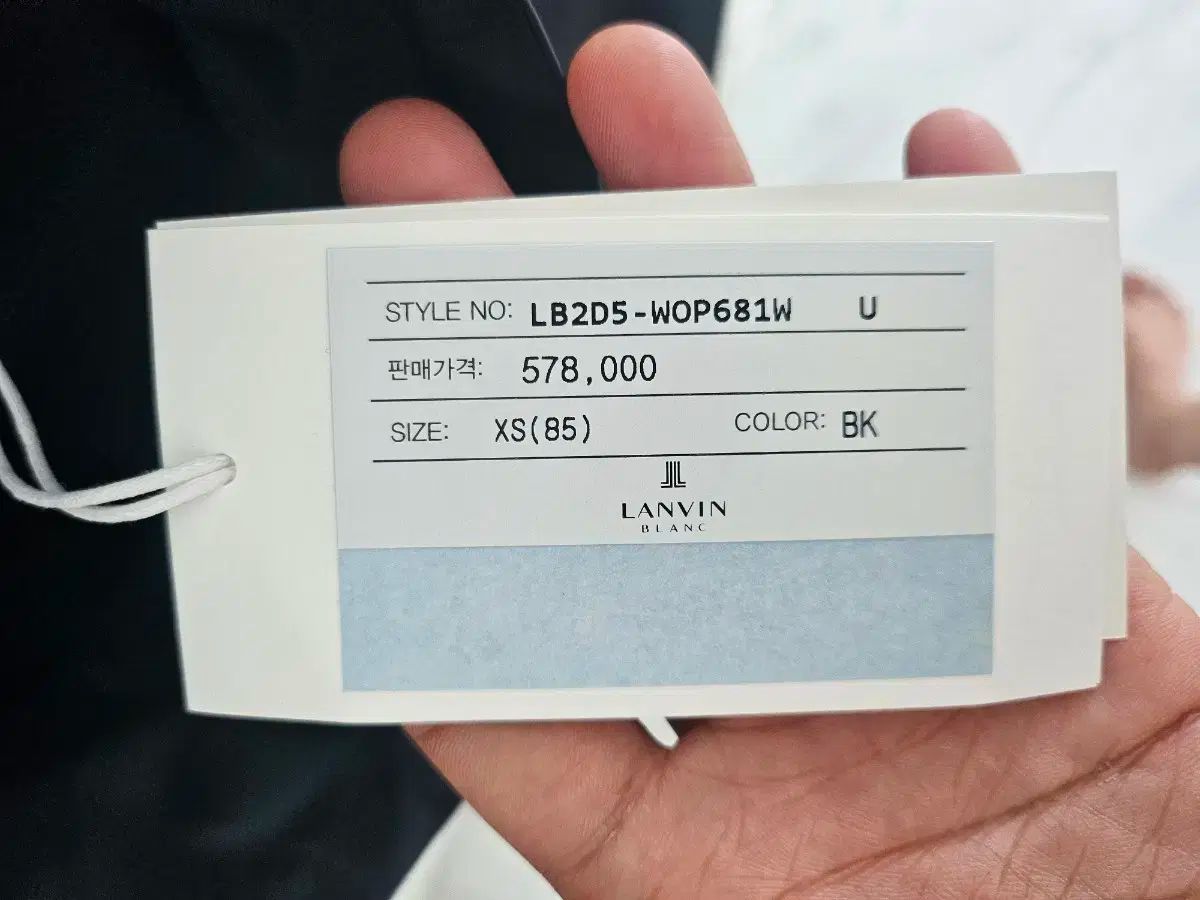 STYLE NO: LB2D5-WOP681W U
판매가격: 578,000
SIZE: XS(85) COLOR: BK
LANVIN
BLANC